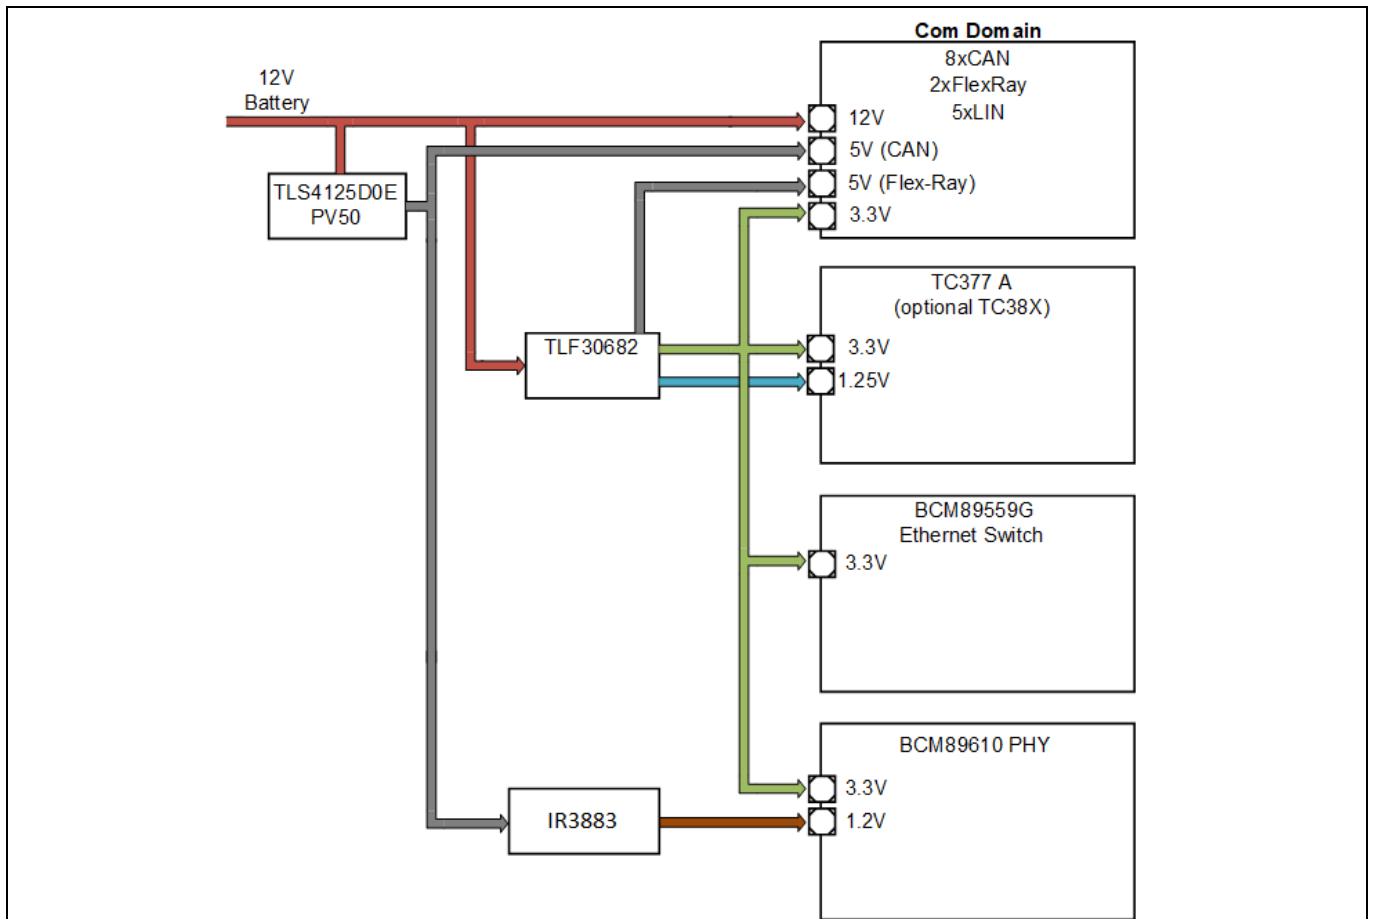 Com Domain
8xCAN
2xFlexRay
5xLIN
12V
Battery
12V
5V (CAN)
5V (Flex-Ray)
3.3V
TLS4125D0E
PV50
TC377 A
(optional TC38X)
TLF30682
3.3V
1.25V
BCM89559G
Ethernet Switch
3.3V
BCM89610 PHY
3.3V
1.2V
IR3883